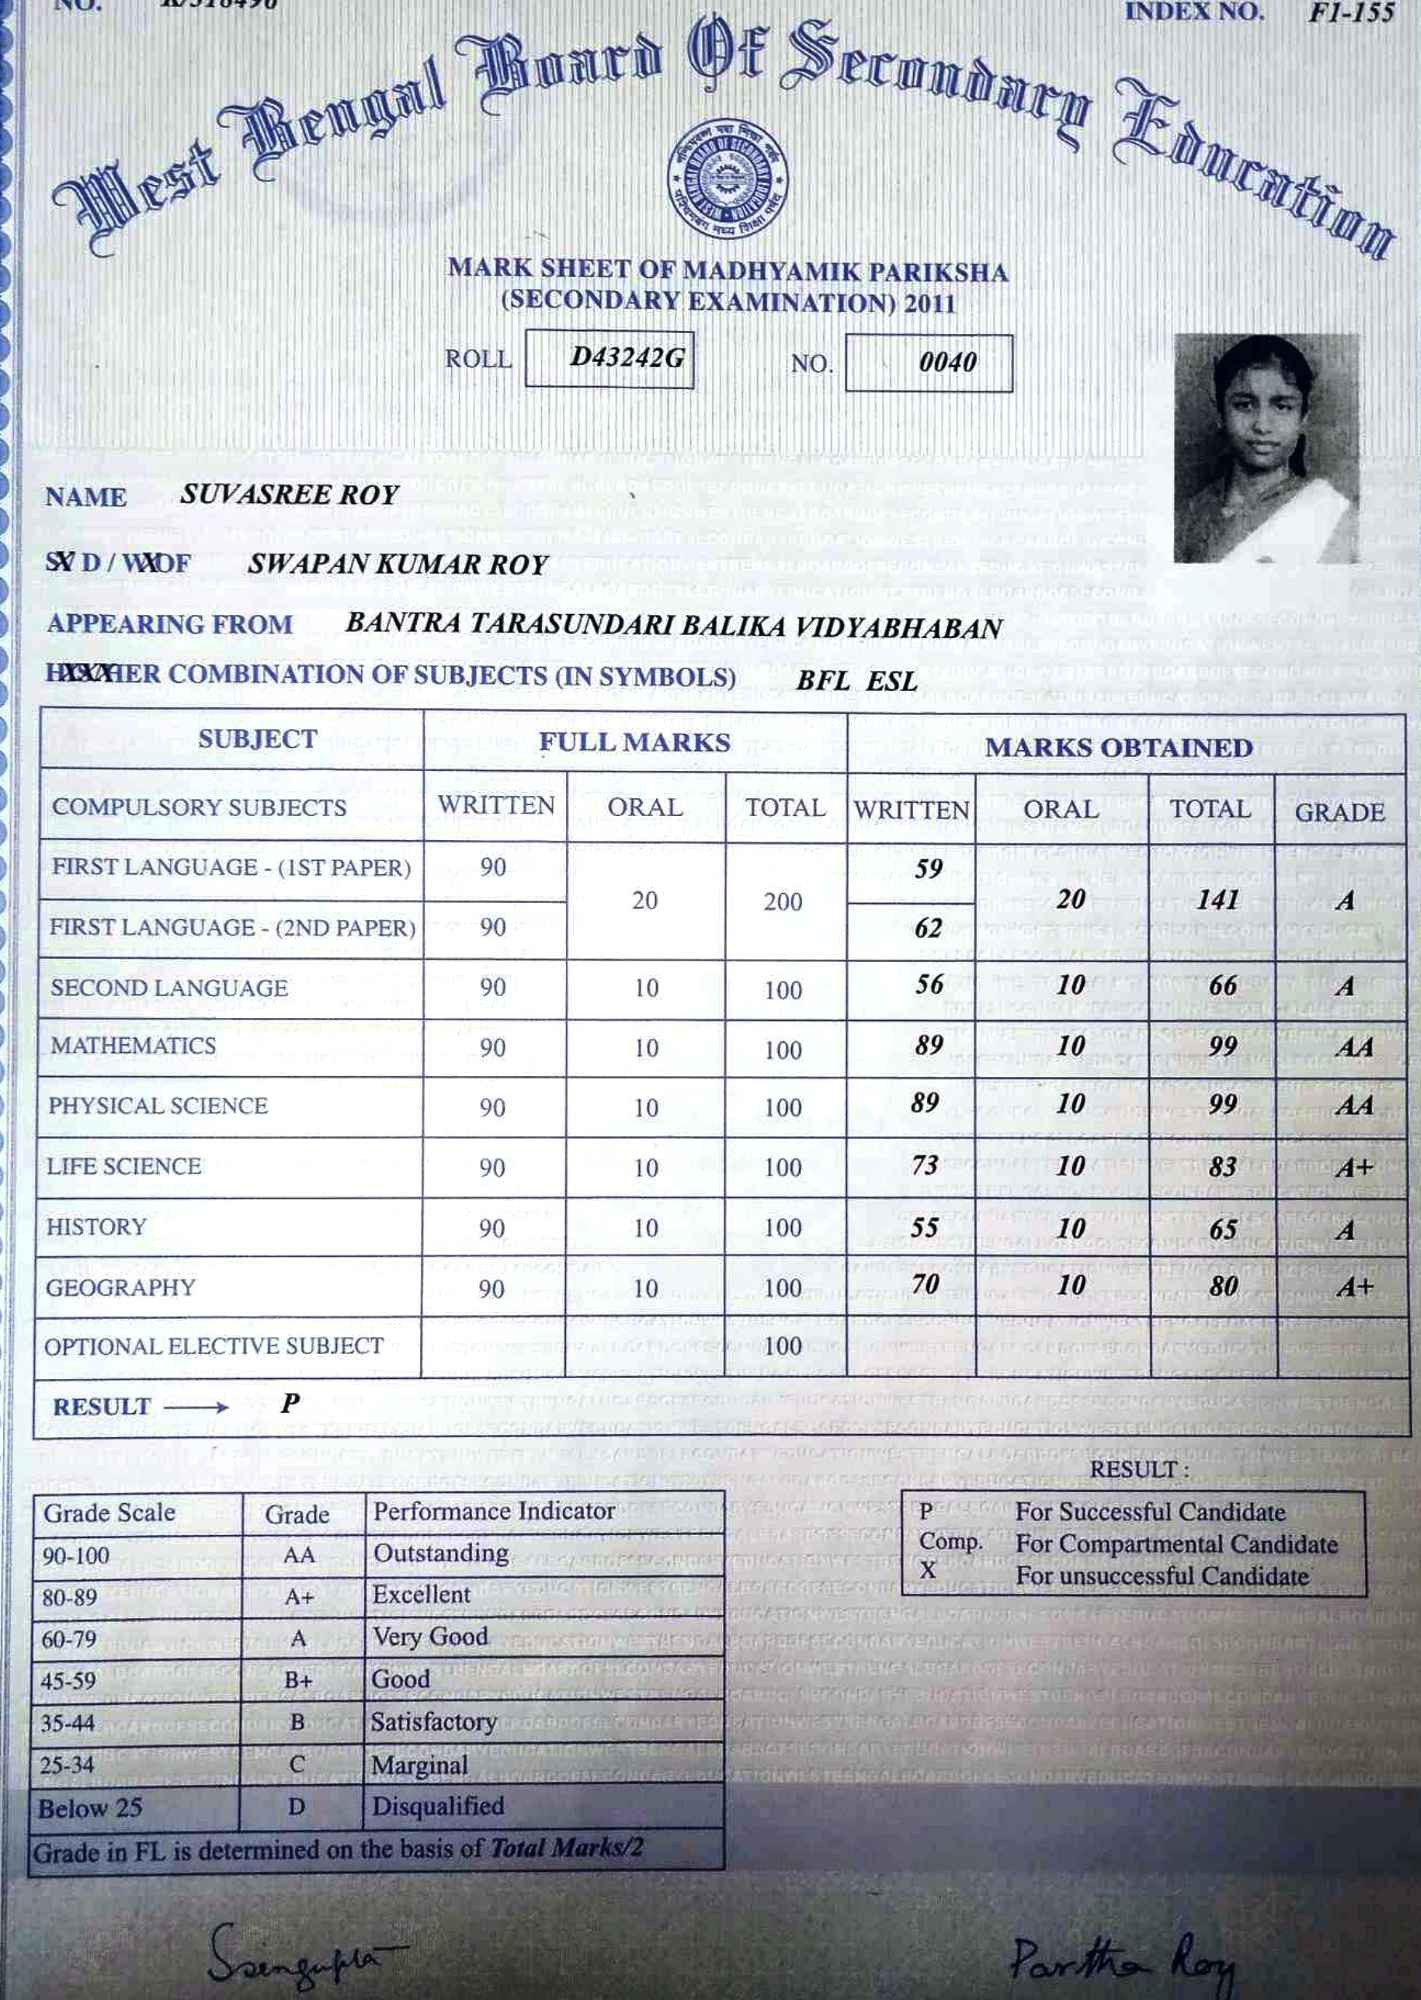 NO. INDEX NO. F1-155
West Bengal Board Of Secondary Education
MARK SHEET OF MADHYAMIK PARIKSHA
(SECONDARY EXAMINATION) 2011
ROLL D43242G NO. 0040
NAME SUVASREE ROY
D / OF SWAPAN KUMAR ROY
APPEARING FROM BANTRA TARASUNDARI BALIKA VIDYABHABAN
COMBINATION OF SUBJECTS (IN SYMBOLS) BFL ESL
SUBJECT FULL MARKS MARKS OBTAINED
COMPULSORY SUBJECTS WRITTEN ORAL TOTAL WRITTEN ORAL TOTAL GRADE
FIRST LANGUAGE - (1ST PAPER) 90 59
20 200 20 141 A
FIRST LANGUAGE - (2ND PAPER) 90 62
SECOND LANGUAGE 90 10 100 56 10 66 A
MATHEMATICS 90 10 100 89 10 99 AA
PHYSICAL SCIENCE 90 10 100 89 10 99 AA
LIFE SCIENCE 90 10 100 73 10 83 A+
HISTORY 90 10 100 55 10 65 A
GEOGRAPHY 90 10 100 70 10 80 A+
OPTIONAL ELECTIVE SUBJECT 100
RESULT → P
Grade Scale Grade Performance Indicator
90-100 AA Outstanding
80-89 A+ Excellent
60-79 A Very Good
45-59 B+ Good
35-44 B Satisfactory
25-34 C Marginal
Below 25 D Disqualified
Grade in FL is determined on the basis of Total Marks/2
RESULT :
P For Successful Candidate
Comp. For Compartmental Candidate
X For unsuccessful Candidate
Ssengupta
Partha Roy